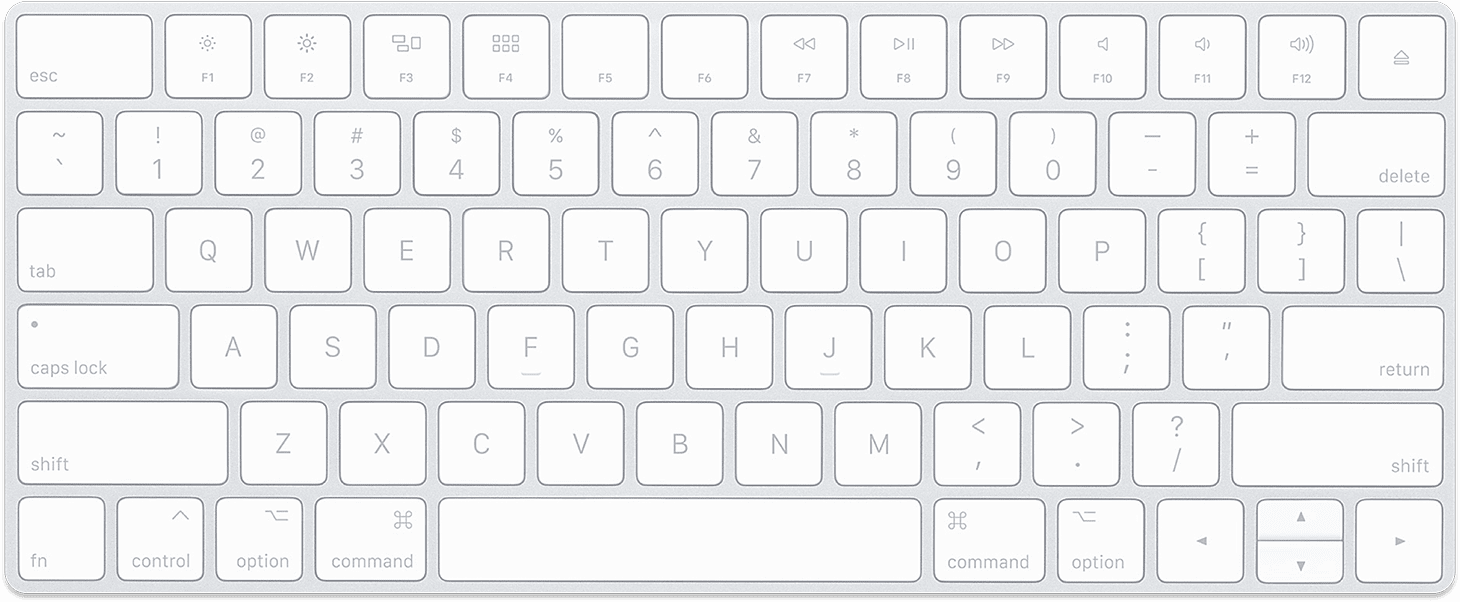 esc F1 F2 F3 F4 F5 F6 F7 F8 F9 F10 F11 F12
~ ! @ # $ % ^ & * ( ) — +
` 1 2 3 4 5 6 7 8 9 0 - =
tab Q W E R T Y U I O P { [ } ] | \
caps lock A S D F G H J K L : ; " ' return
shift Z X C V B N M < , > . ? / shift
fn control option command command option
delete